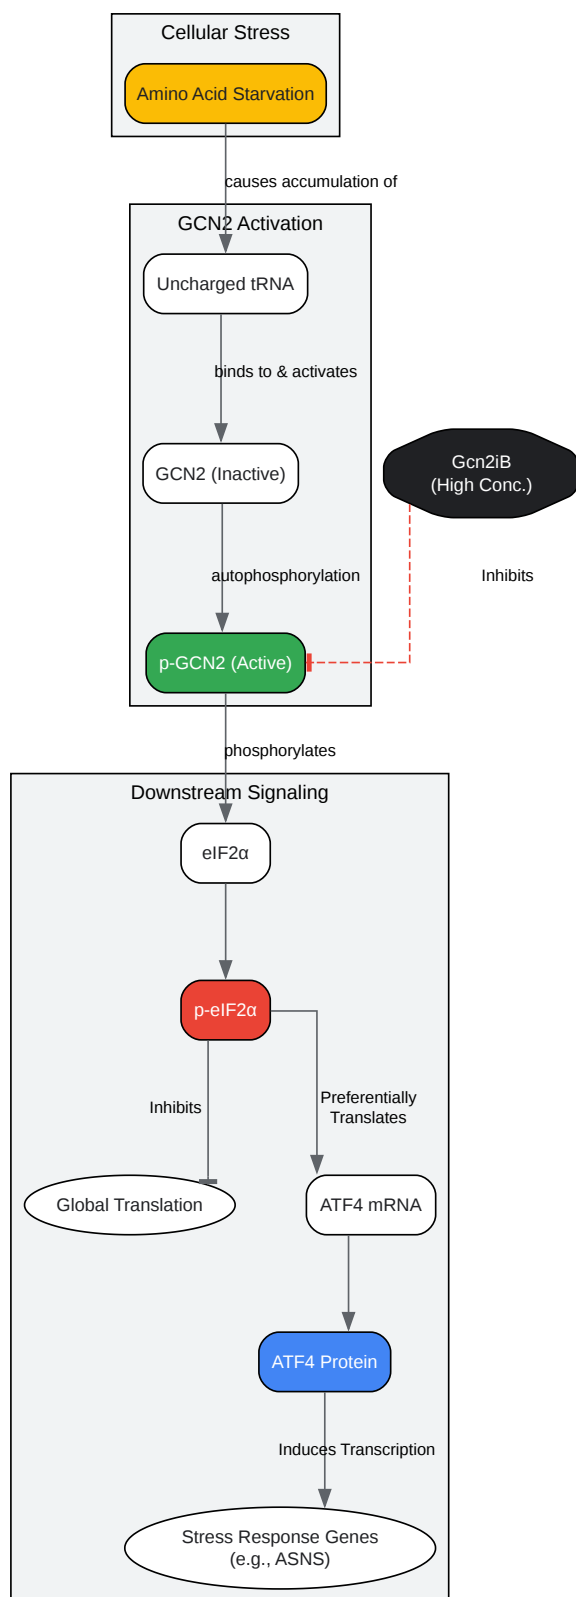 Cellular Stress
Amino Acid Starvation
causes accumulation of
GCN2 Activation
Uncharged tRNA
binds to & activates
GCN2 (Inactive)
Gcn2iB
(High Conc.)
autophosphorylation
Inhibits
p-GCN2 (Active)
phosphorylates
Downstream Signaling
eIF2α
p-eIF2α
Inhibits
Preferentially
Translates
Global Translation
ATF4 mRNA
ATF4 Protein
Induces Transcription
Stress Response Genes
(e.g., ASNS)